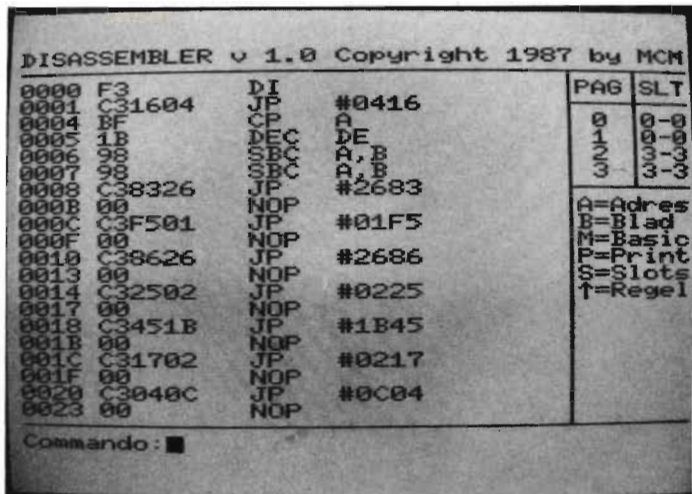 DISASSEMBLER v 1.0 Copyright 1987 by MCM
0000 F3 DI
0001 C31604 JP #0416
0004 BF CP A
0005 1B DEC DE
0006 98 SBC A,B
0007 98 SBC A,B
0008 C38326 JP #2683
000B 00 NOP
000C C3F501 JP #01F5
000F 00 NOP
0010 C38626 JP #2686
0013 00 NOP
0014 C32502 JP #0225
0017 00 NOP
0018 C3451B JP #1B45
001B 00 NOP
001C C31702 JP #0217
001F 00 NOP
0020 C3040C JP #0C04
0023 00 NOP
PAG SLT
0 0-0
1 0-0
2 3-3
3 3-3
A=Adres
B=Blad
M=Basic
P=Print
S=Slots
↑=Regel
Commando: